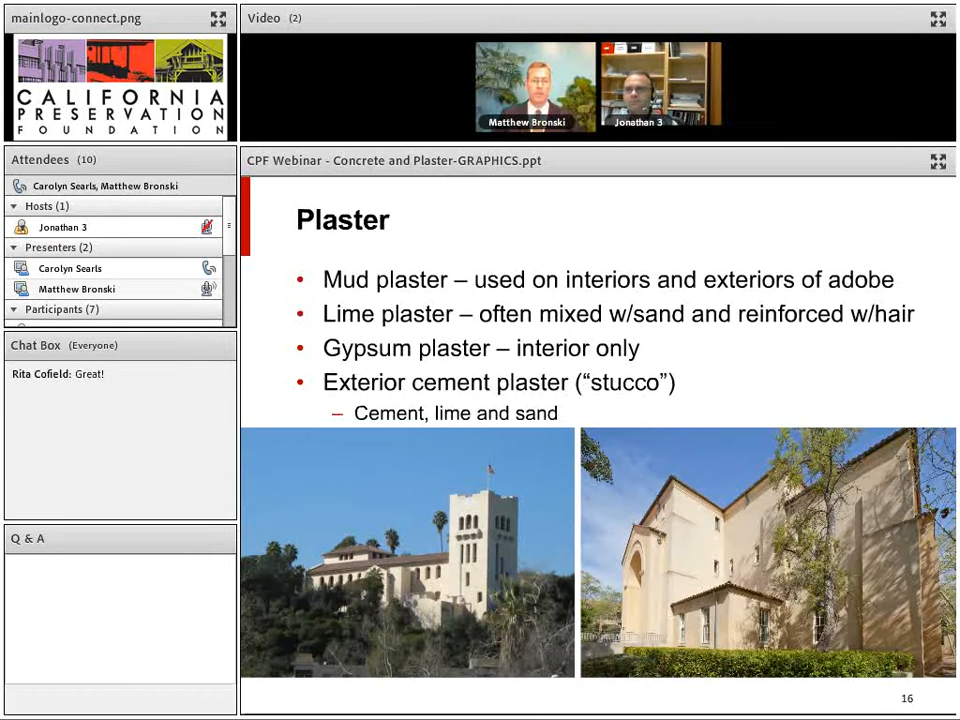 mainlogo-connect.png
CALIFORNIA
PRESERVATION
FOUNDATION
Attendees (10)
Carolyn Searls, Matthew Bronski
Hosts (1)
Jonathan 3
Presenters (2)
Carolyn Searls
Matthew Bronski
Participants (7)
Chat Box (Everyone)
Rita Cofield: Great!
Q & A
Video (2)
Matthew Bronski
Jonathan 3
CPF Webinar - Concrete and Plaster-GRAPHICS.ppt
Plaster
• Mud plaster – used on interiors and exteriors of adobe
• Lime plaster – often mixed w/sand and reinforced w/hair
• Gypsum plaster – interior only
• Exterior cement plaster (“stucco”)
– Cement, lime and sand
16